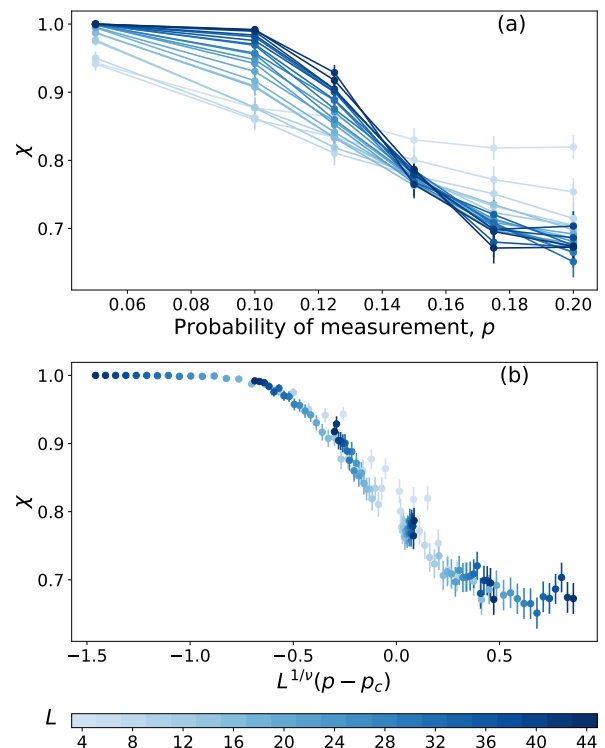 (a)
1.0
0.9
0.8
0.7
χ
0.06 0.08 0.10 0.12 0.14 0.16 0.18 0.20
Probability of measurement, p
(b)
1.0
0.9
0.8
0.7
χ
−1.5 −1.0 −0.5 0.0 0.5
L^{1/ν}(p − p_c)
L
4 8 12 16 20 24 28 32 36 40 44